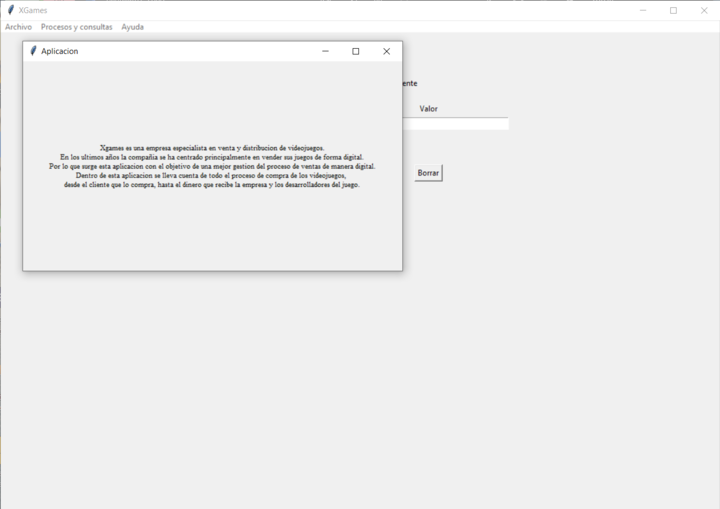 XGames
Archivo Procesos y consultas Ayuda
Aplicacion
ente
Valor
Xgames es una empresa especialista en venta y distribucion de videojuegos.
En los ultimos años la compañia se ha centrado principalmente en vender sus juegos de forma digital.
Por lo que surge esta aplicacion con el objetivo de una mejor gestion del proceso de ventas de manera digital.
Dentro de esta aplicacion se lleva cuenta de todo el proceso de compra de los videojuegos,
desde el cliente que lo compra, hasta el dinero que recibe la empresa y los desarrolladores del juego.
Borrar